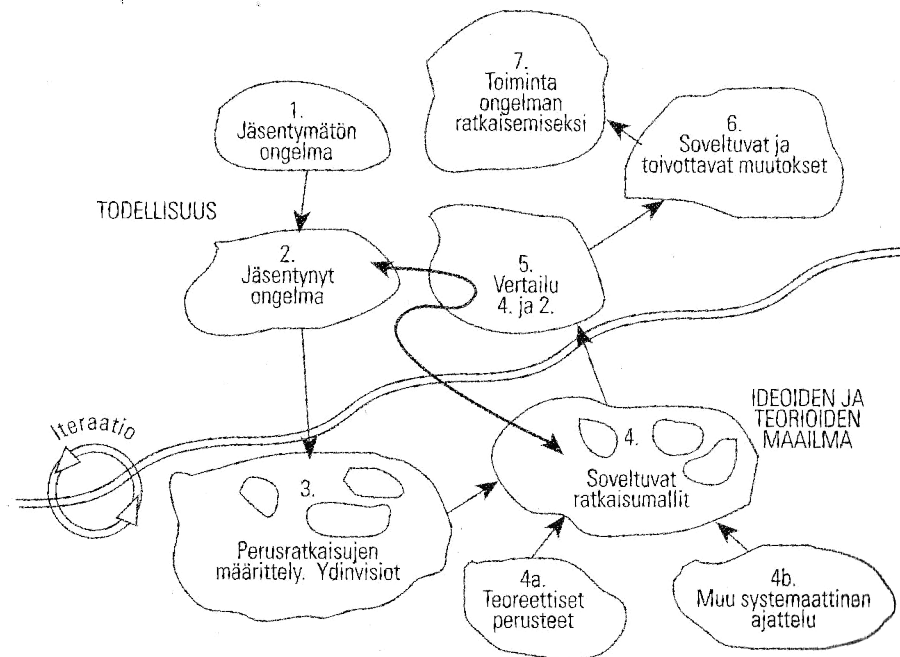 1.
Jäsentymätön
ongelma
TODELLISUUS
2.
Jäsentynyt
ongelma
7.
Toiminta
ongelman
ratkaisemiseksi
6.
Soveltuvat ja
toivottavat muutokset
5.
Vertailu
4. ja 2.
Iteraatio
3.
Perusratkaisujen
määrittely. Ydinvisiot
IDEOIDEN JA
TEORIOIDEN
MAAILMA
4.
Soveltuvat
ratkaisumallit
4a.
Teoreettiset
perusteet
4b.
Muu systemaattinen
ajattelu